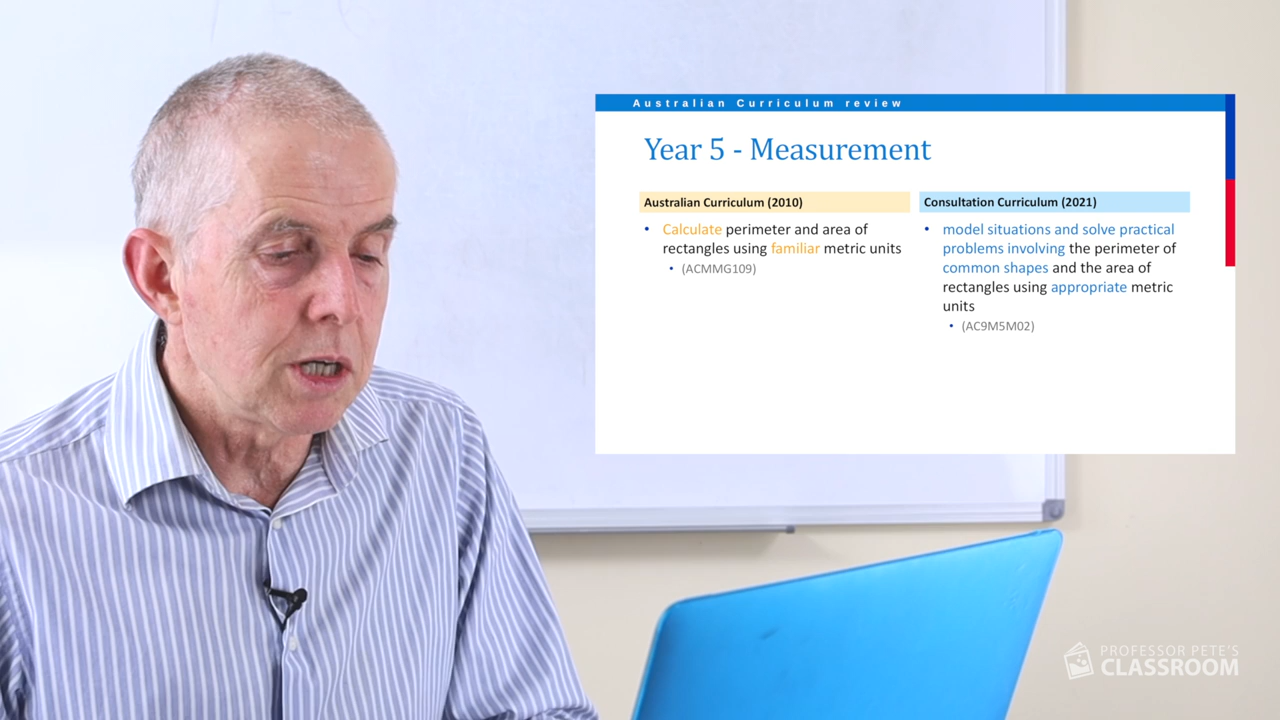 Australian Curriculum review
Year 5 - Measurement
Australian Curriculum (2010)
• Calculate perimeter and area of
rectangles using familiar metric units
• (ACMMG109)
Consultation Curriculum (2021)
• model situations and solve practical
problems involving the perimeter of
common shapes and the area of
rectangles using appropriate metric
units
• (AC9M5M02)
PROFESSOR PETE'S
CLASSROOM